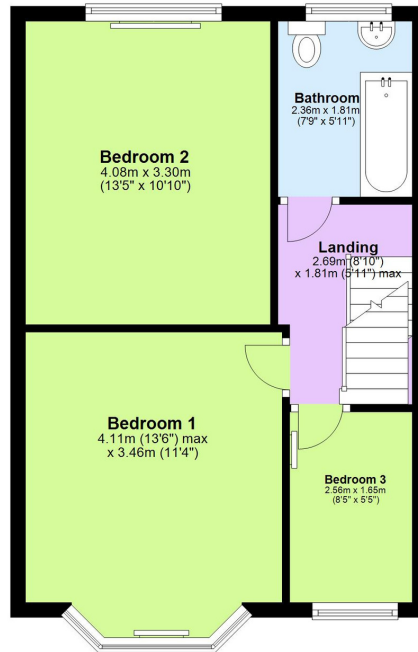 Bathroom
2.36m x 1.81m
(7'9" x 5'11")
Bedroom 2
4.08m x 3.30m
(13'5" x 10'10")
Landing
2.69m (8'10")
x 1.81m (5'11") max
Bedroom 1
4.11m (13'6") max
x 3.46m (11'4")
Bedroom 3
2.56m x 1.65m
(8'5" x 5'5")